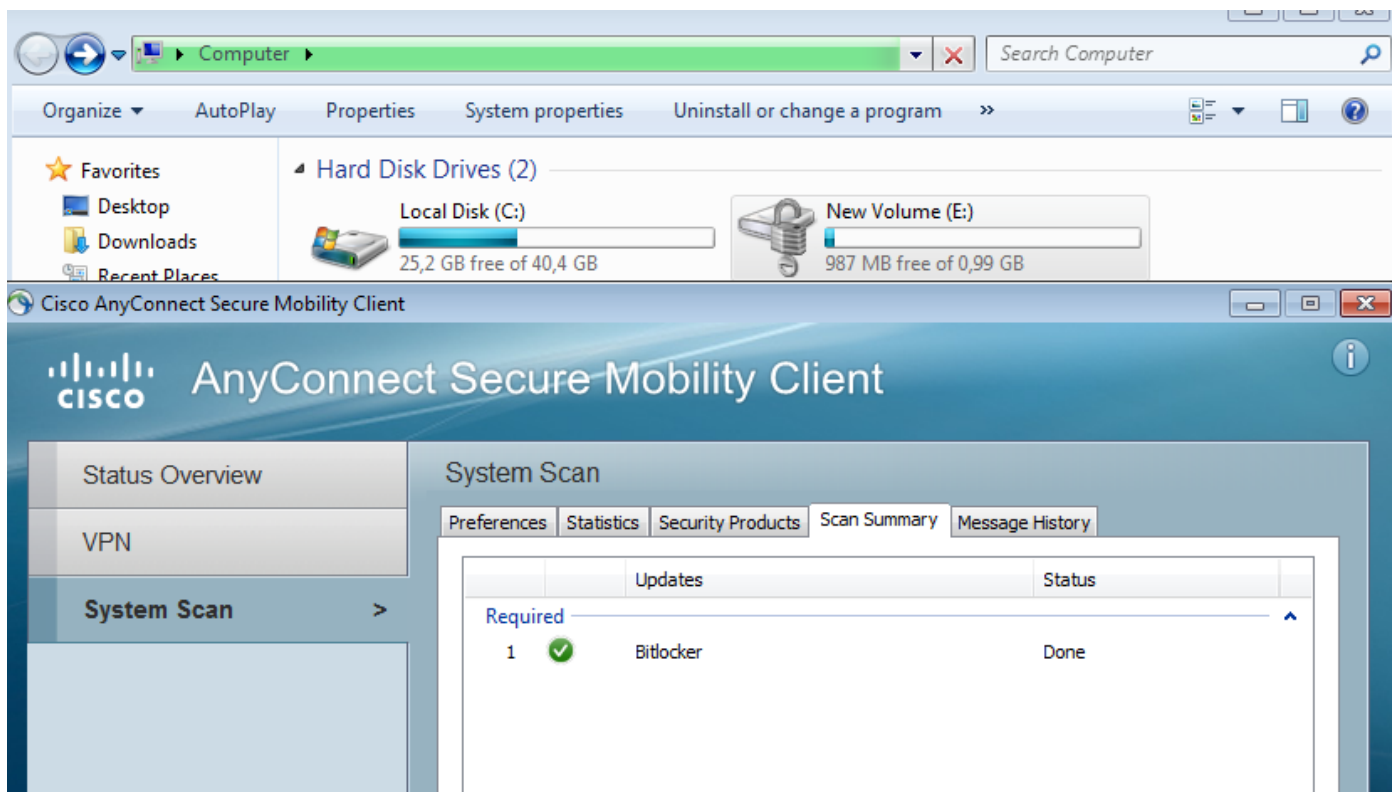 Computer
Search Computer
Organize AutoPlay Properties System properties Uninstall or change a program »
Favorites
Desktop
Downloads
Recent Places
Hard Disk Drives (2)
Local Disk (C:)
25,2 GB free of 40,4 GB
New Volume (E:)
987 MB free of 0,99 GB
Cisco AnyConnect Secure Mobility Client
cisco AnyConnect Secure Mobility Client
Status Overview
VPN
System Scan >
System Scan
Preferences Statistics Security Products Scan Summary Message History
Updates Status
Required
1 Bitlocker Done